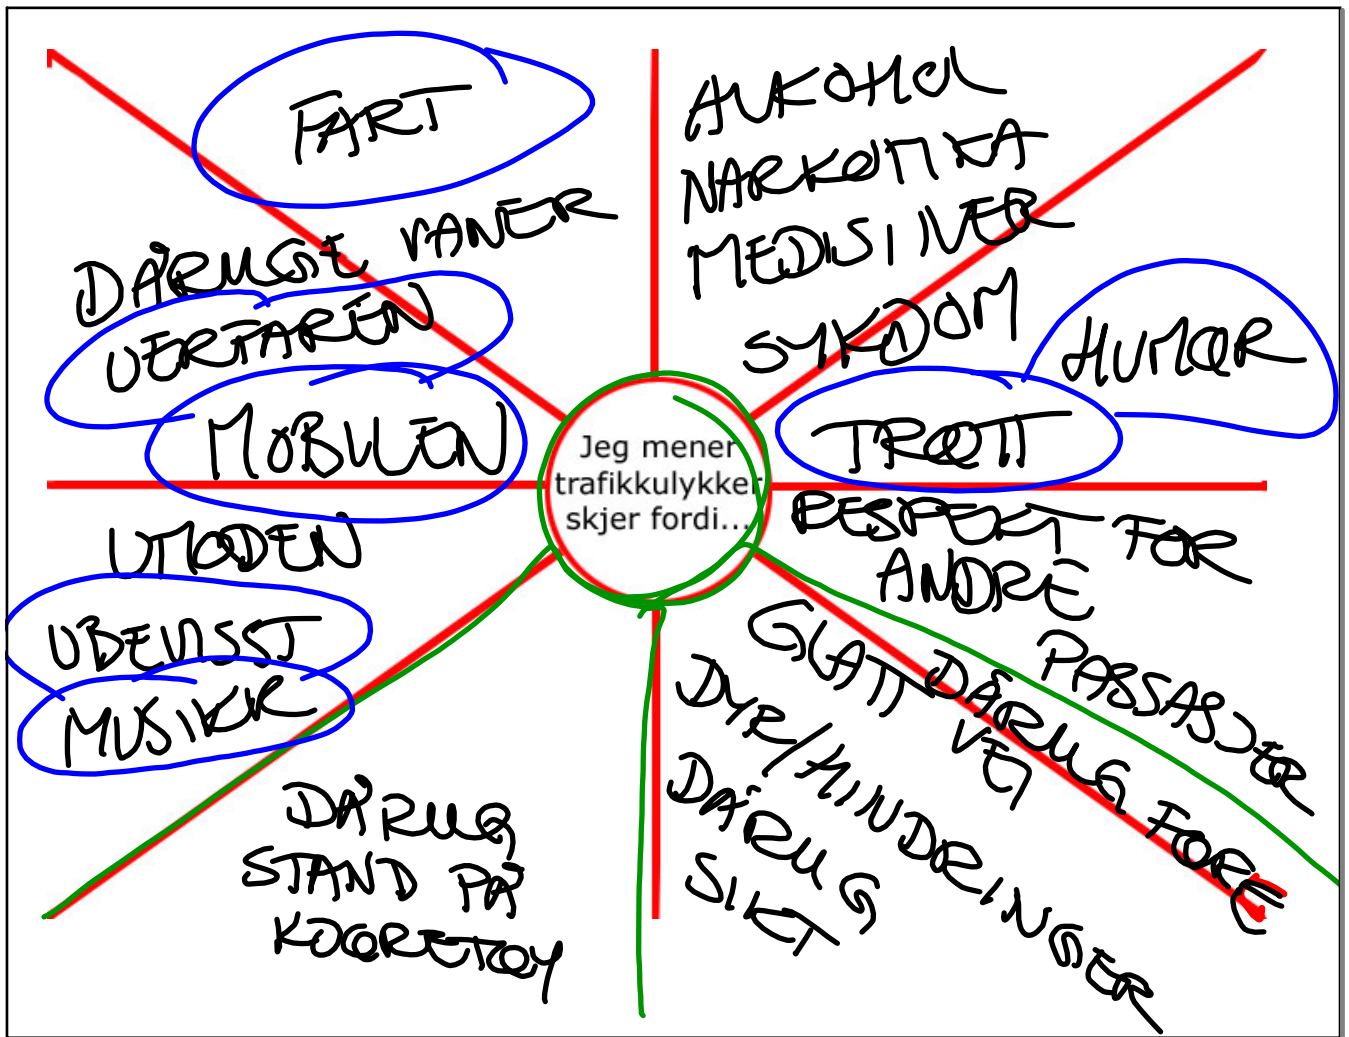 FART
DÅRLIGE VANER
UERFAREN
MOBILEN
ALKOHOL
NARKOTIKA
MEDISINER
SYKDOM
HUMØR
TRØTT
Jeg mener
trafikkulykker
skjer fordi...
UMODEN
UBEVISST
MUSIKK
RESPEKT FOR
ANDRE
PASSASJER
GLATT
VEI
DÅRLIG FØRE
DYR/HINDRINGER
DÅRLIG
SIKT
DÅRLIG
STAND PÅ
KJØRETØY